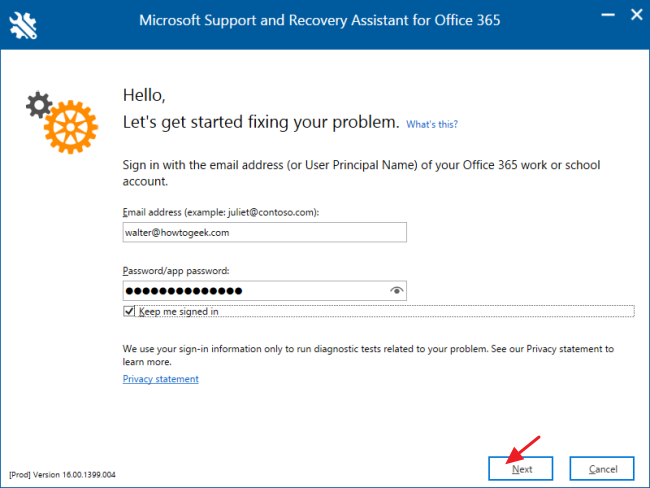 Microsoft Support and Recovery Assistant for Office 365
Hello,
Let's get started fixing your problem. What's this?
Sign in with the email address (or User Principal Name) of your Office 365 work or school
account.
Email address (example: juliet@contoso.com):
walter@howtogeek.com
Password/app password:
Keep me signed in
We use your sign-in information only to run diagnostic tests related to your problem. See our Privacy statement to
learn more.
Privacy statement
[Prod] Version 16.00.1399.004
Next
Cancel